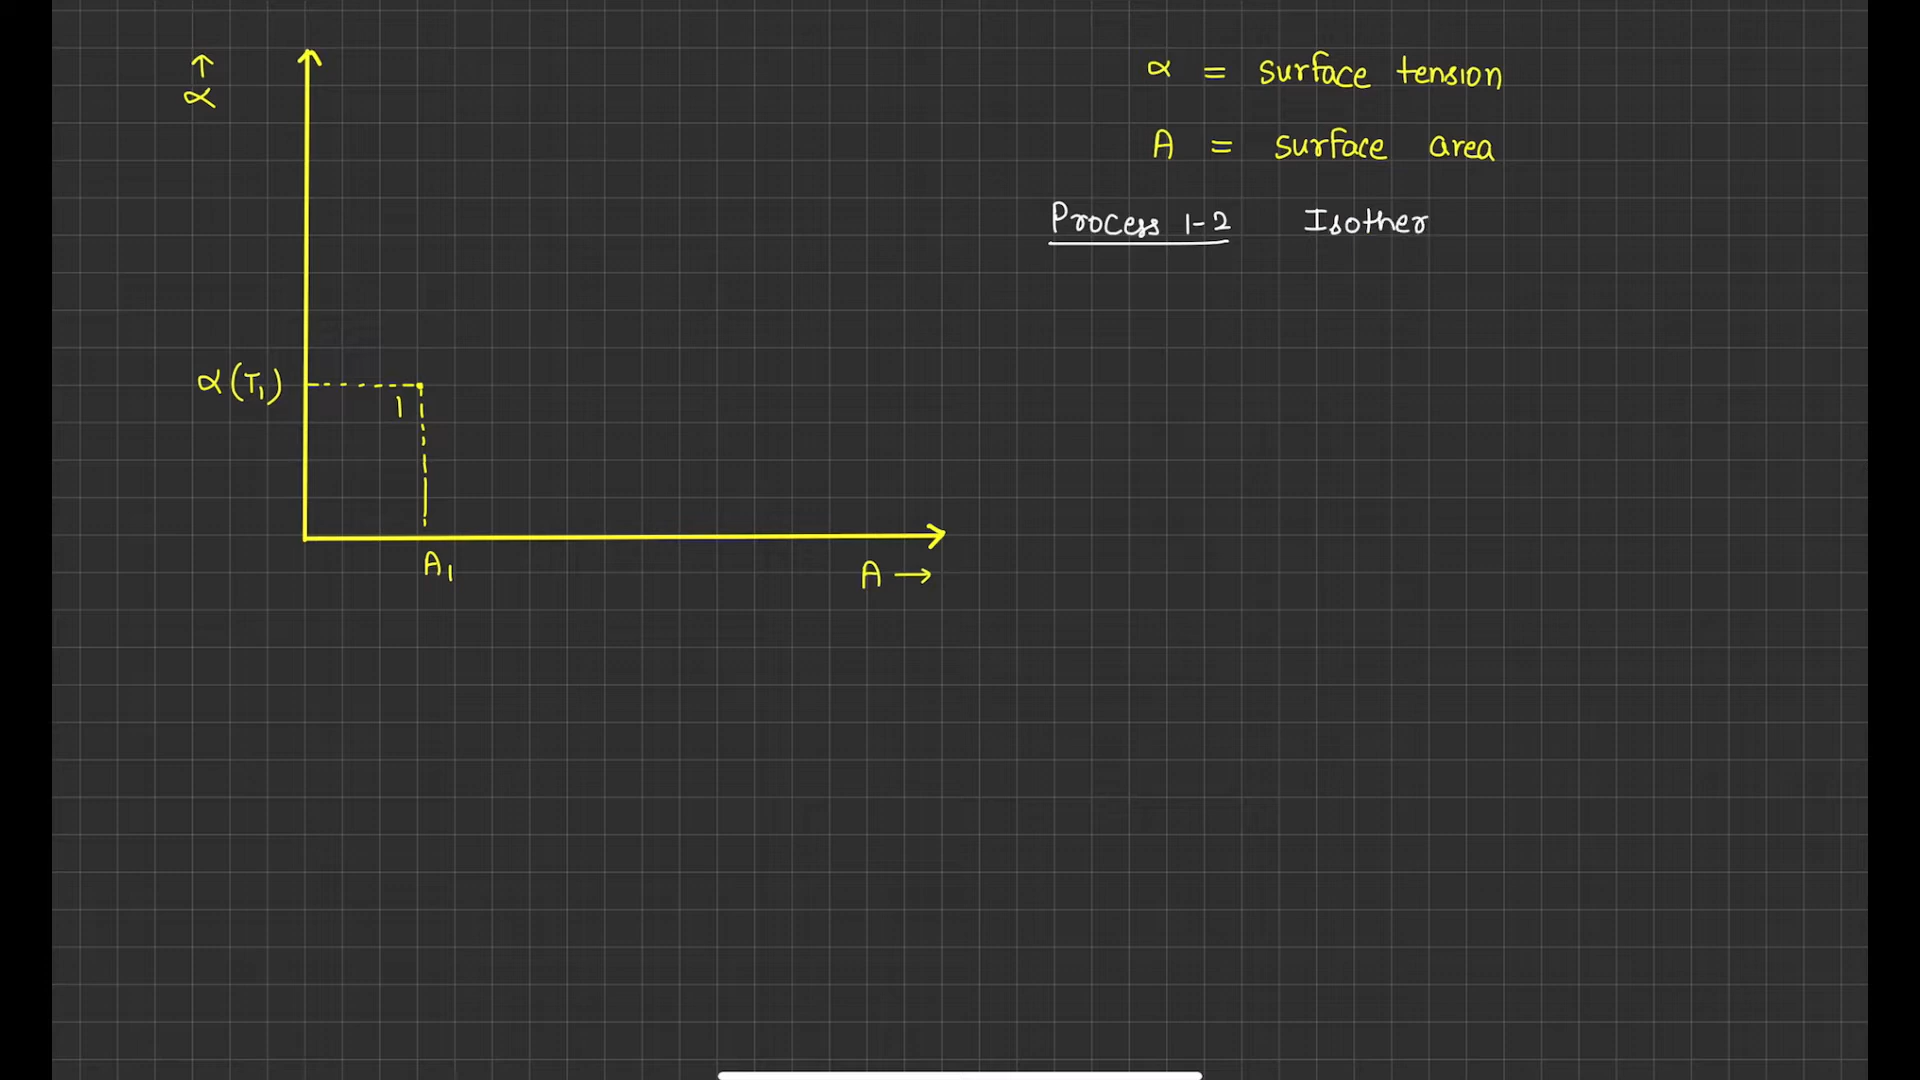 ↑
α
α = surface tension
A = surface area
Process 1-2 Isother
α(T₁)
1
A₁
A →